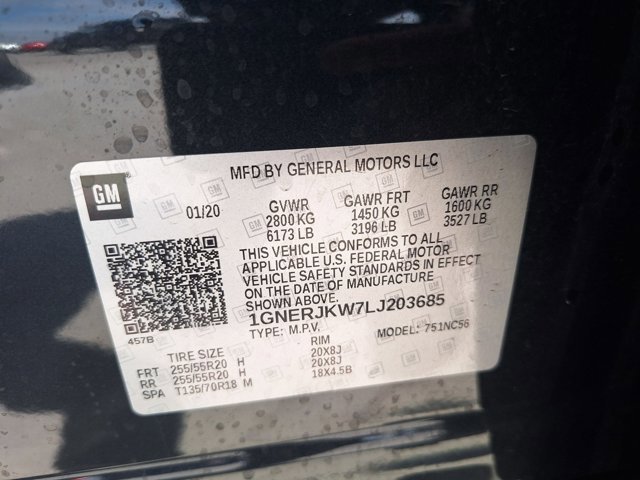 MFD BY GENERAL MOTORS LLC
GM
01/20
GVWR GAWR FRT GAWR RR
2800 KG 1450 KG 1600 KG
6173 LB 3196 LB 3527 LB
THIS VEHICLE CONFORMS TO ALL
APPLICABLE U.S. FEDERAL MOTOR
VEHICLE SAFETY STANDARDS IN EFFECT
ON THE DATE OF MANUFACTURE
SHOWN ABOVE.
1GNERJKW7LJ203685
457B
TYPE: M.P.V. MODEL: 751NC56
TIRE SIZE RIM
FRT 255/55R20 H 20X8J
RR 255/55R20 H 20X8J
SPA T135/70R18 M 18X4.5B